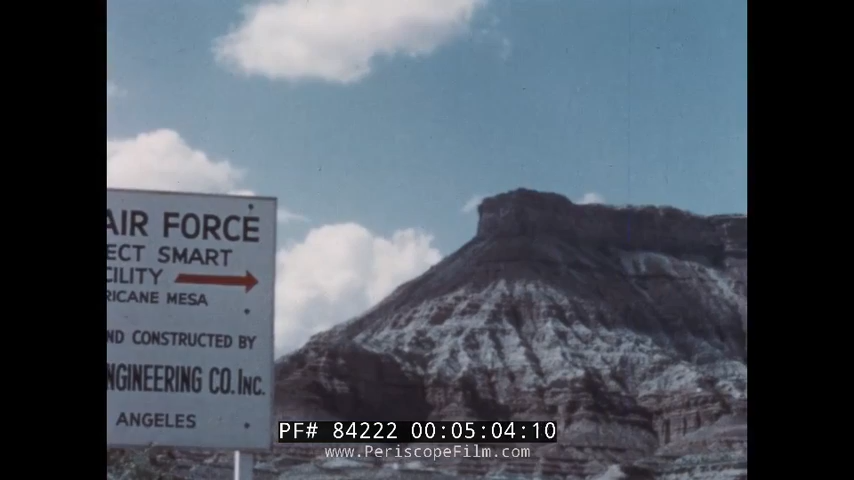 AIR FORCE
ECT SMART
CILITY
RICANE MESA
ND CONSTRUCTED BY
NGINEERING CO. INC.
ANGELES
PF# 84222 00:05:04:10
www.PeriscopeFilm.com